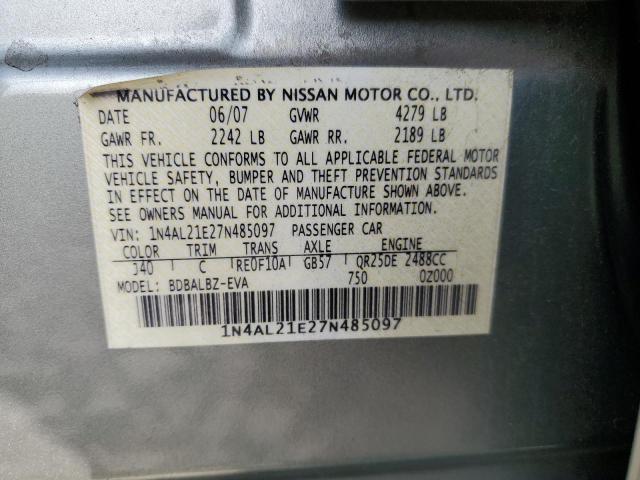 MANUFACTURED BY NISSAN MOTOR CO., LTD.
DATE 06/07 GVWR 4279 LB
GAWR FR. 2242 LB GAWR RR. 2189 LB
THIS VEHICLE CONFORMS TO ALL APPLICABLE FEDERAL MOTOR
VEHICLE SAFETY, BUMPER AND THEFT PREVENTION STANDARDS
IN EFFECT ON THE DATE OF MANUFACTURE SHOWN ABOVE.
SEE OWNERS MANUAL FOR ADDITIONAL INFORMATION.
VIN: 1N4AL21E27N485097 PASSENGER CAR
COLOR TRIM TRANS AXLE ENGINE
J40 C RE0F10A GB37 QR25DE 2488CC
MODEL: BDBALBZ-EVA 750 0Z000
1N4AL21E27N485097